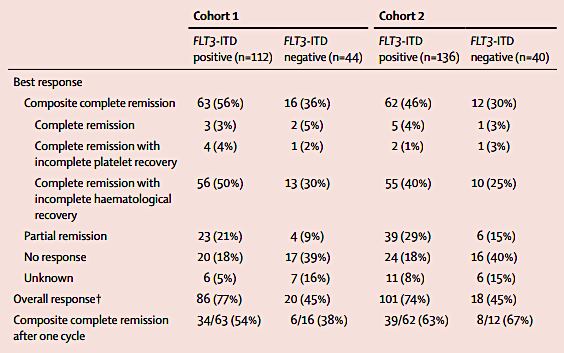 Cohort 1 Cohort 2
FLT3-ITD positive (n=112) FLT3-ITD negative (n=44) FLT3-ITD positive (n=136) FLT3-ITD negative (n=40)
Best response
Composite complete remission 63 (56%) 16 (36%) 62 (46%) 12 (30%)
Complete remission 3 (3%) 2 (5%) 5 (4%) 1 (3%)
Complete remission with incomplete platelet recovery 4 (4%) 1 (2%) 2 (1%) 1 (3%)
Complete remission with incomplete haematological recovery 56 (50%) 13 (30%) 55 (40%) 10 (25%)
Partial remission 23 (21%) 4 (9%) 39 (29%) 6 (15%)
No response 20 (18%) 17 (39%) 24 (18%) 16 (40%)
Unknown 6 (5%) 7 (16%) 11 (8%) 6 (15%)
Overall response† 86 (77%) 20 (45%) 101 (74%) 18 (45%)
Composite complete remission after one cycle 34/63 (54%) 6/16 (38%) 39/62 (63%) 8/12 (67%)